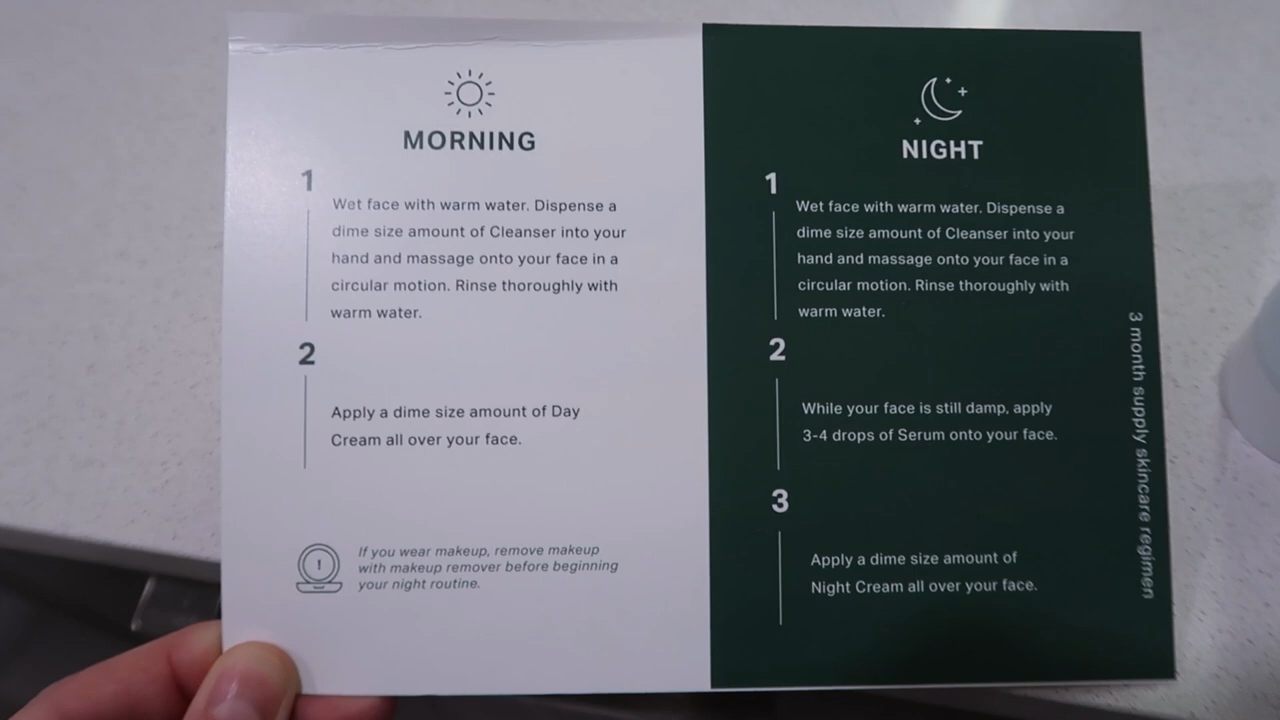 MORNING
1
Wet face with warm water. Dispense a
dime size amount of Cleanser into your
hand and massage onto your face in a
circular motion. Rinse thoroughly with
warm water.
2
Apply a dime size amount of Day
Cream all over your face.
!
If you wear makeup, remove makeup
with makeup remover before beginning
your night routine.
NIGHT
1
Wet face with warm water. Dispense a
dime size amount of Cleanser into your
hand and massage onto your face in a
circular motion. Rinse thoroughly with
warm water.
2
While your face is still damp, apply
3-4 drops of Serum onto your face.
3
Apply a dime size amount of
Night Cream all over your face.
3 month supply skincare regimen